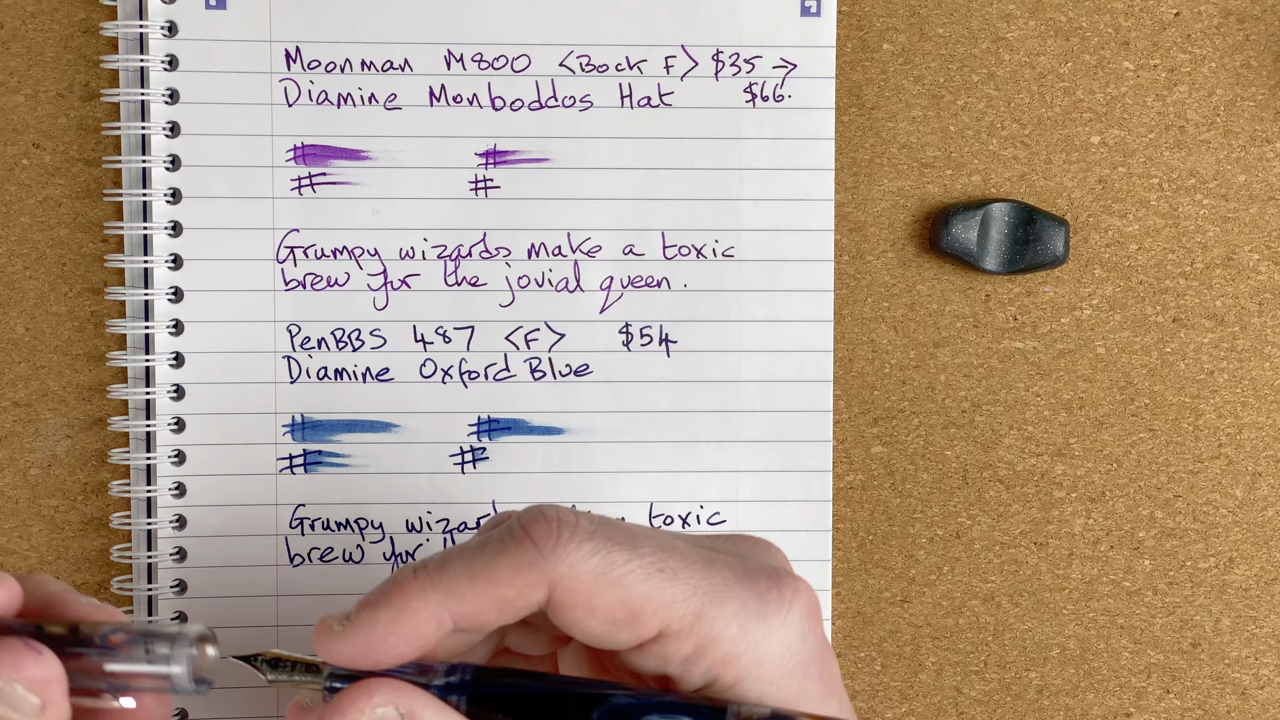 Moonman M800 <Bock F> $35 →
Diamine Monboddos Hat $66.
# #
# #
Grumpy wizards make a toxic
brew for the jovial queen.
PenBBS 487 <F> $54
Diamine Oxford Blue
# #
# #
Grumpy toxic
brew for